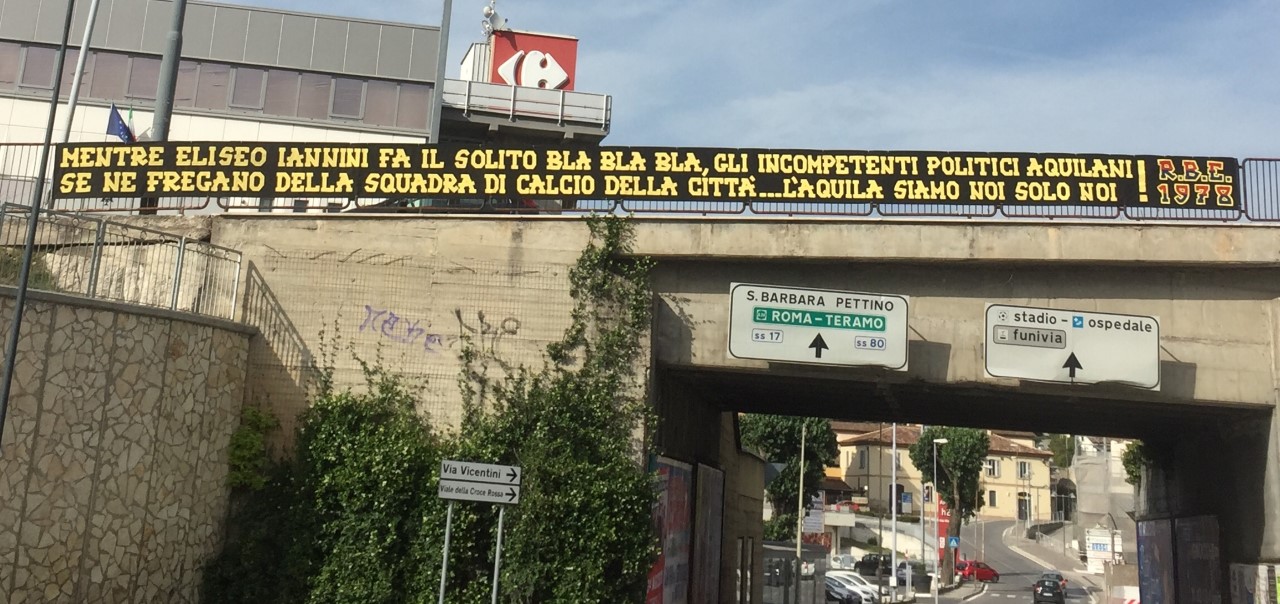 MENTRE ELISEO IANNINI FA IL SOLITO BLA BLA BLA, GLI INCOMPETENTI POLITICI AQUILANI
SE NE FREGANO DELLA SQUADRA DI CALCIO DELLA CITTA'....L'AQUILA SIAMO NOI SOLO NOI !
R.B.E.
1978
S. BARBARA PETTINO
ROMA-TERAMO
ss 17
ss 80
stadio - ospedale
funivia
Via Vicentini
Viale della Croce Rossa